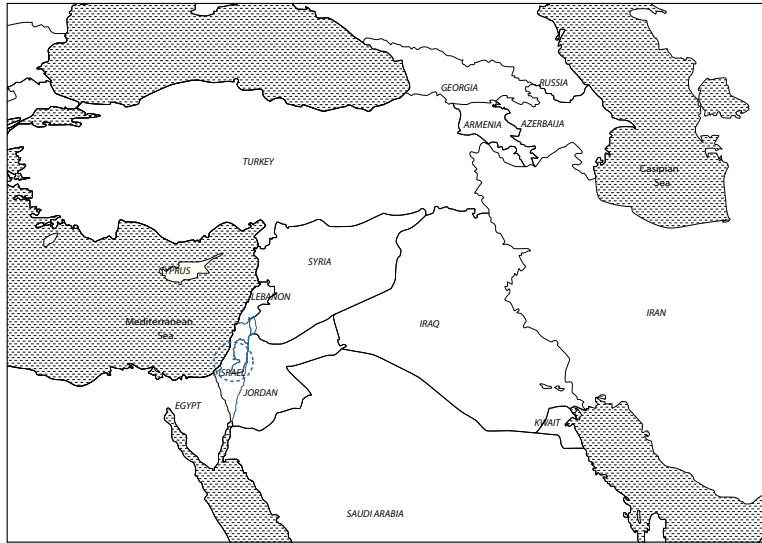 GEORGIA
RUSSIA
ARMENIA
AZERBAIJA
TURKEY
Casipian
Sea
CYPRUS
SYRIA
LEBANON
Mediterranean
Sea
IRAQ
IRAN
ISRAEL
JORDAN
EGYPT
KWAIT
SAUDI ARABIA